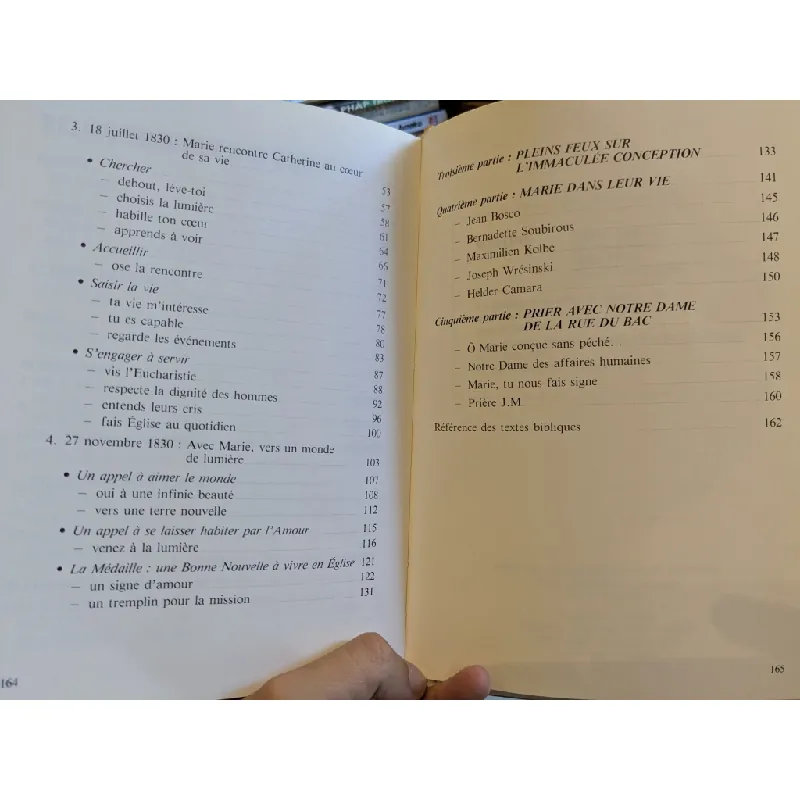 3. 18 juillet 1830 : Marie rencontre Catherine au cœur
de sa vie 53
• Chercher 57
– debout, lève-toi 58
– choisis la lumière 61
– habille ton cœur 64
– apprends à voir 65
• Accueillir 71
– ose la rencontre 72
• Saisir la vie 77
– ta vie m'intéresse 78
– tu es capable 80
– regarde les événements 83
• S'engager à servir 87
– vis l'Eucharistie 88
– respecte la dignité des hommes 92
– entends leurs cris 96
– fais Église au quotidien 100
4. 27 novembre 1830 : Avec Marie, vers un monde
de lumière 103
• Un appel à aimer le monde 107
– oui à une infinie beauté 108
– vers une terre nouvelle 112
• Un appel à se laisser habiter par l'Amour 115
– venez à la lumière 116
• La Médaille : une Bonne Nouvelle à vivre en Église 121
– un signe d'amour 122
– un tremplin pour la mission 131
164
Troisième partie : PLEINS FEUX SUR
L'IMMACULÉE CONCEPTION 133
Quatrième partie : MARIE DANS LEUR VIE 141
– Jean Bosco 145
– Bernadette Soubirous 146
– Maximilien Kolbe 147
– Joseph Wrésinski 148
– Helder Camara 150
Cinquième partie : PRIER AVEC NOTRE DAME
DE LA RUE DU BAC 153
– Ô Marie conçue sans péché... 156
– Notre Dame des affaires humaines 157
– Marie, tu nous fais signe 158
– Prière J.M. 160
Référence des textes bibliques 162
165